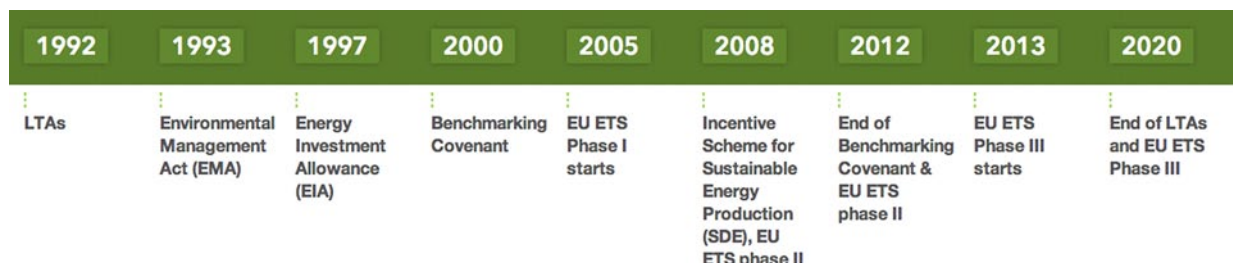 1992 1993 1997 2000 2005 2008 2012 2013 2020
LTAs
Environmental
Management
Act (EMA)
Energy
Investment
Allowance
(EIA)
Benchmarking
Covenant
EU ETS
Phase I
starts
Incentive
Scheme for
Sustainable
Energy
Production
(SDE), EU
ETS phase II
End of
Benchmarking
Covenant &
EU ETS
phase II
EU ETS
Phase III
starts
End of LTAs
and EU ETS
Phase III